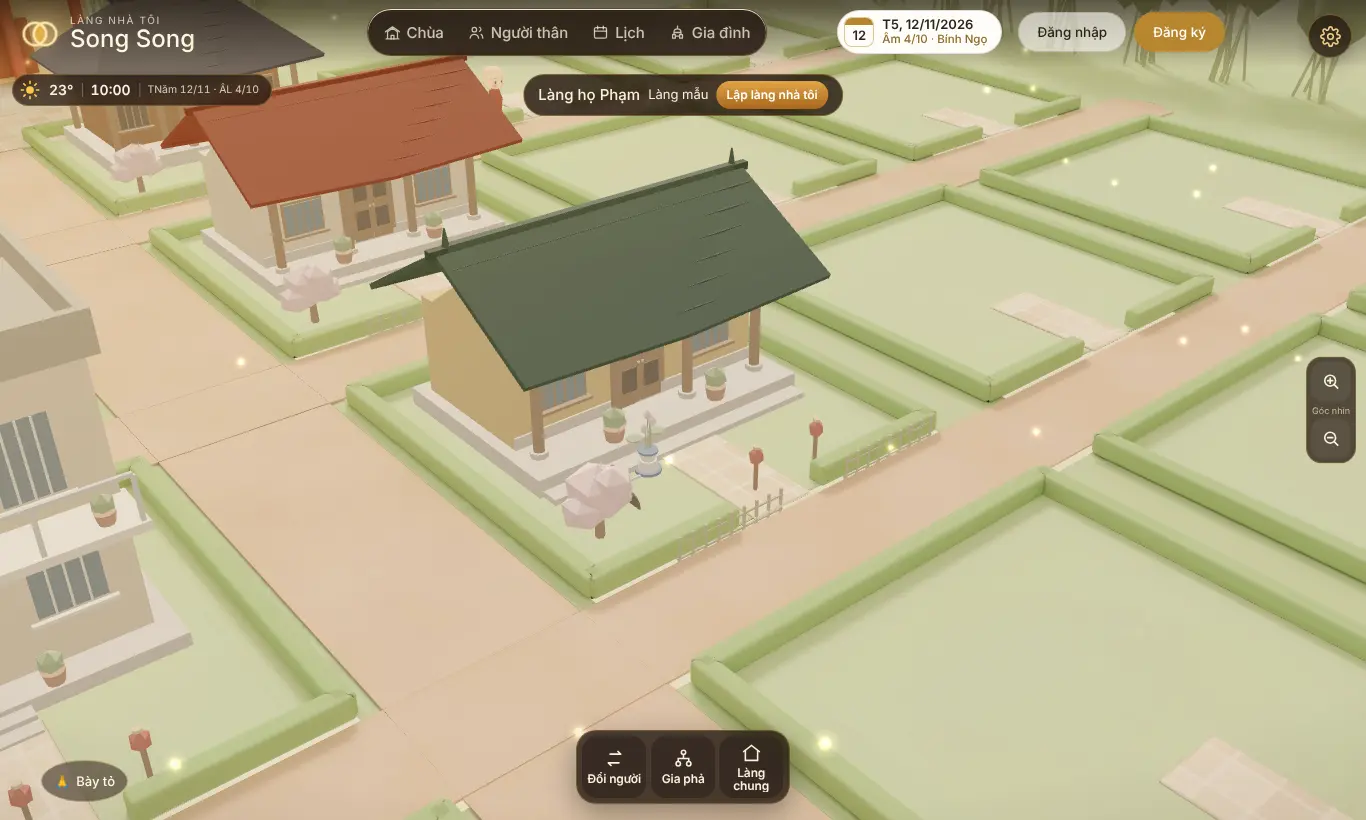 LÀNG NHÀ TÔI
Song Song
Chùa
Người thân
Lịch
Gia đình
12
T5, 12/11/2026
Âm 4/10 · Bính Ngọ
Đăng nhập
Đăng ký
23°
10:00
TNăm 12/11 · ÂL 4/10
Làng họ Phạm
Làng mẫu
Lập làng nhà tôi
Góc nhìn
Đổi người
Gia phả
Làng
chung
Bày tỏ